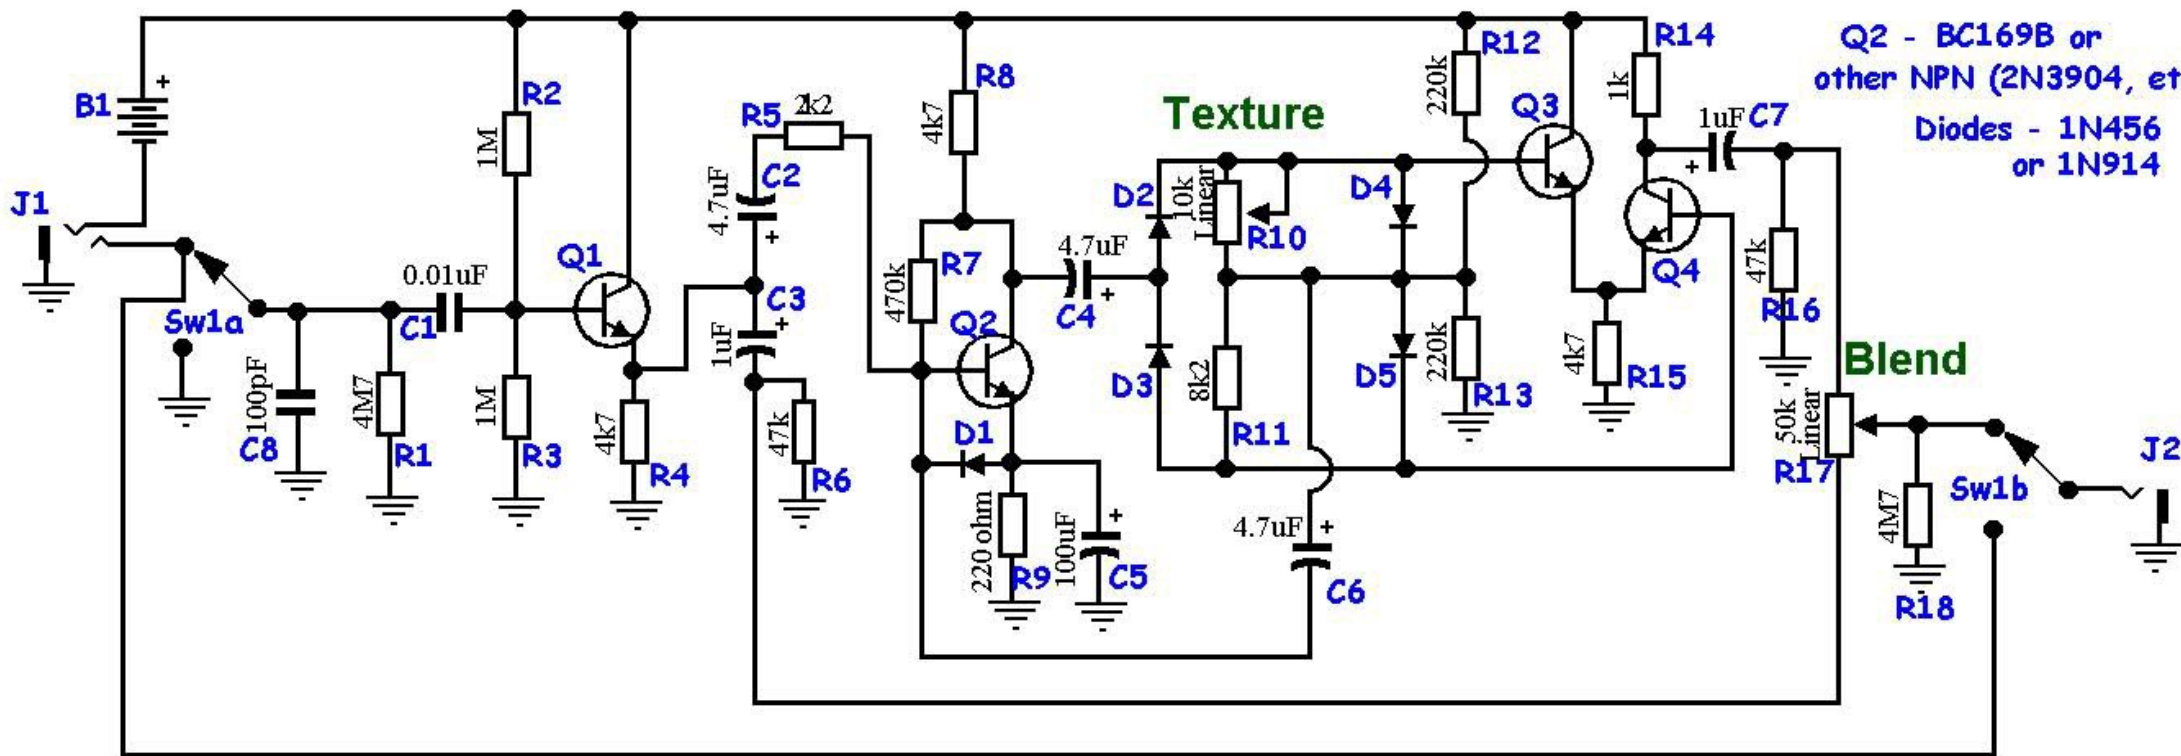 Q2 - BC169B or
other NPN (2N3904, et
Diodes - 1N456
or 1N914
B1
+
J1
Sw1a
100pF
C8
4M7
R1
0.01uF
C1
R2
1M
1M
R3
Q1
4k7
R4
R5
2k2
C2
4.7uF
+
C3
1uF
+
47k
R6
R8
4k7
R7
470k
Q2
D1
220 ohm
R9
100uF
+
C5
4.7uF
C4
+
Texture
D2
D3
10k
Linear
R10
8k2
R11
D4
D5
4.7uF
+
C6
R12
220k
220k
R13
Q3
R14
1k
1uF
C7
+
Q4
4k7
R15
47k
R16
Blend
50k
Linear
R17
4M7
R18
Sw1b
J2